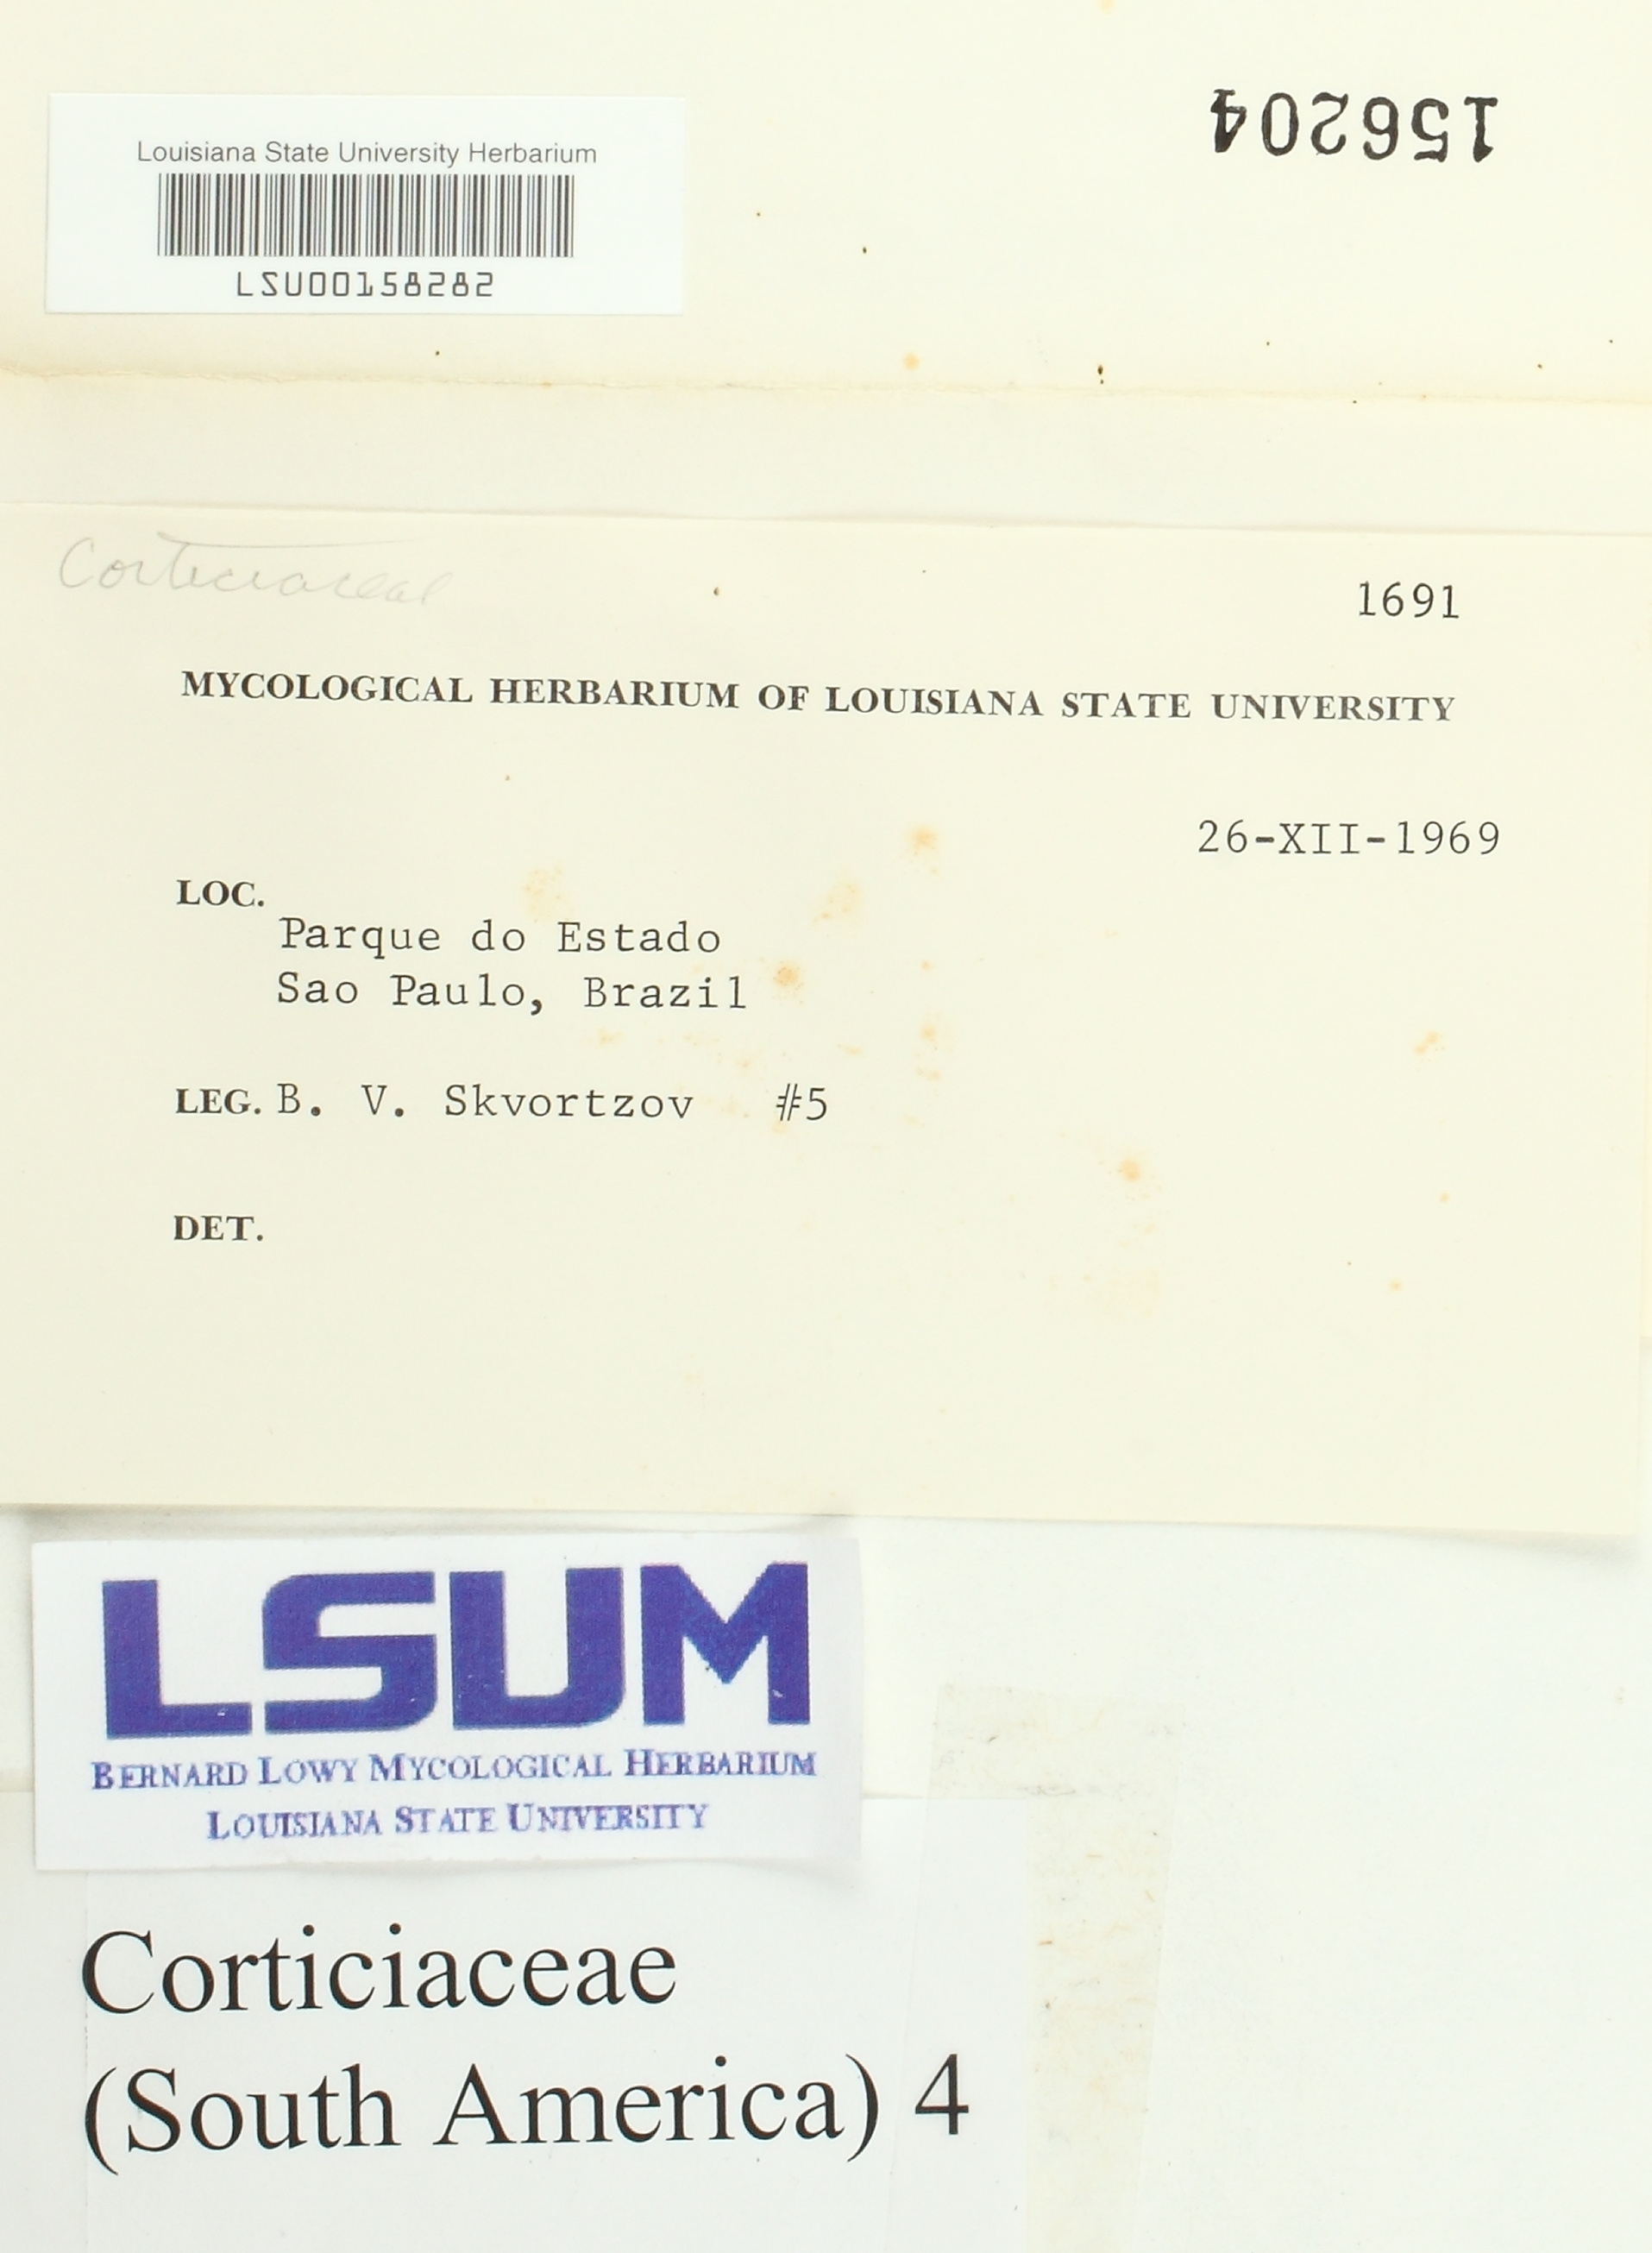 Louisiana State University Herbarium
LSU00158282
156204
Corticiaceae
1691
MYCOLOGICAL HERBARIUM OF LOUISIANA STATE UNIVERSITY
26-XII-1969
LOC.
Parque do Estado
Sao Paulo, Brazil
LEG. B. V. Skvortzov #5
DET.
LSUM
BERNARD LOWY MYCOLOGICAL HERBARIUM
LOUISIANA STATE UNIVERSITY
Corticiaceae
(South America) 4